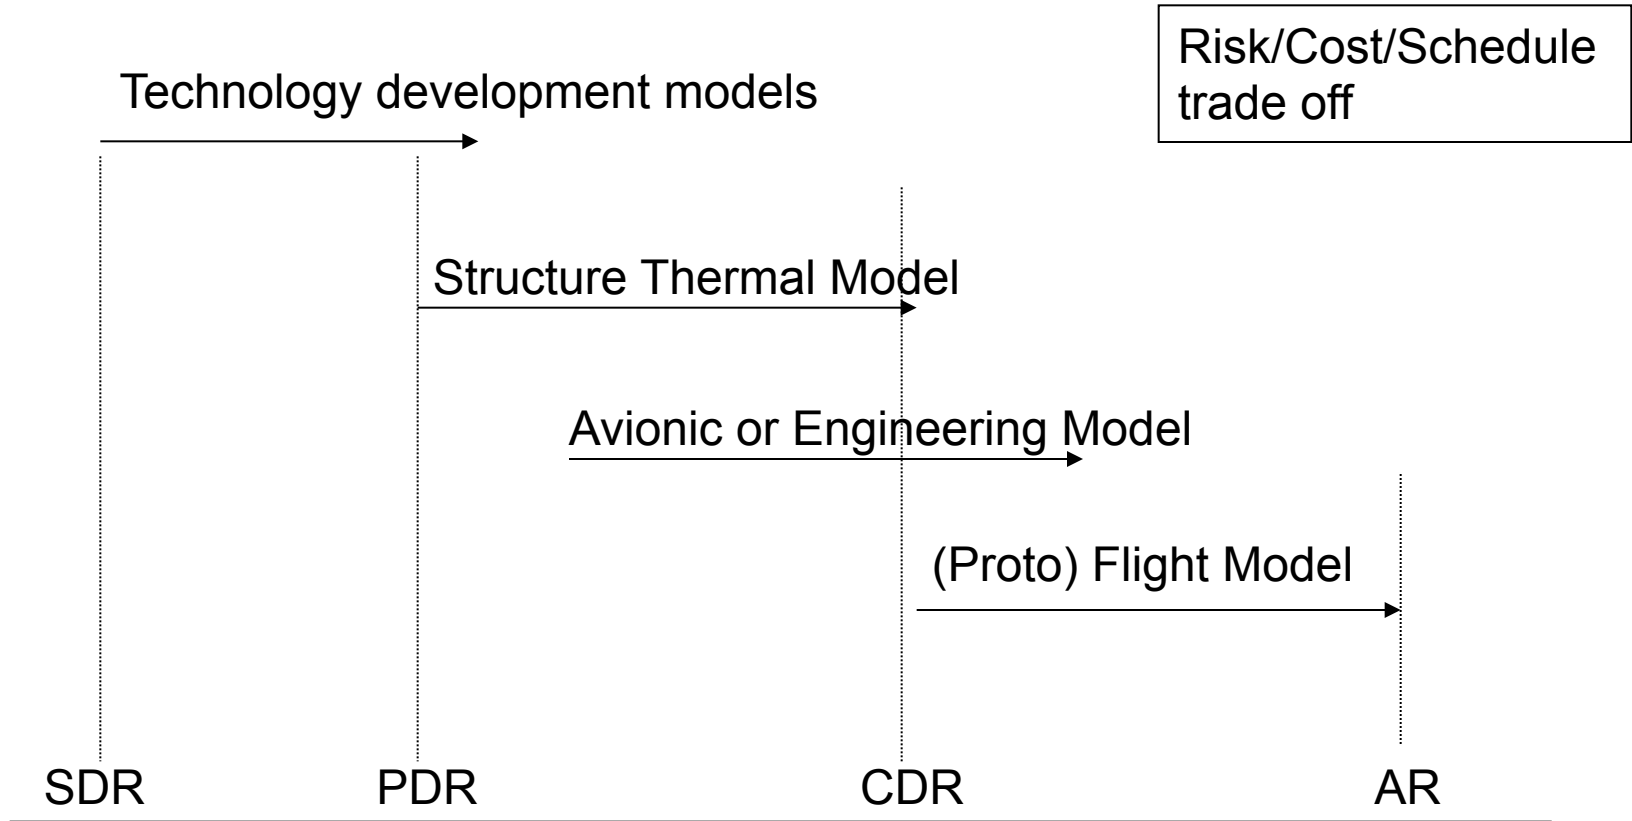 Risk/Cost/Schedule
trade off
Technology development models
Structure Thermal Model
Avionic or Engineering Model
(Proto) Flight Model
SDR PDR CDR AR